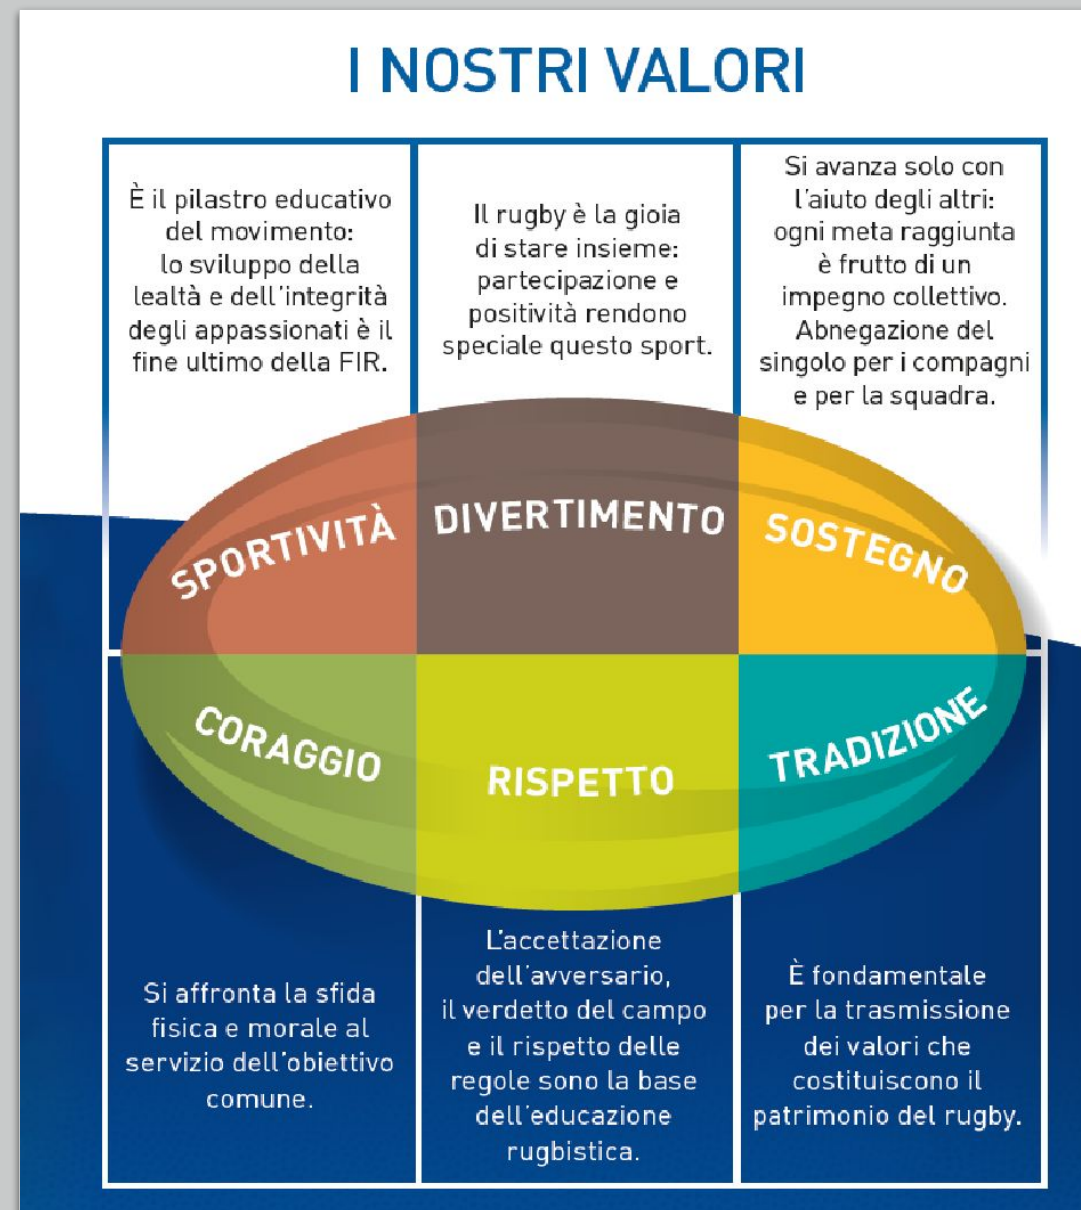 I NOSTRI VALORI
È il pilastro educativo
del movimento:
lo sviluppo della
lealtà e dell'integrità
degli appassionati è il
fine ultimo della FIR.
Il rugby è la gioia
di stare insieme:
partecipazione e
positività rendono
speciale questo sport.
Si avanza solo con
l'aiuto degli altri:
ogni meta raggiunta
è frutto di un
impegno collettivo.
Abnegazione del
singolo per i compagni
e per la squadra.
SPORTIVITÀ
DIVERTIMENTO
SOSTEGNO
CORAGGIO
RISPETTO
TRADIZIONE
Si affronta la sfida
fisica e morale al
servizio dell'obiettivo
comune.
L'accettazione
dell'avversario,
il verdetto del campo
e il rispetto delle
regole sono la base
dell'educazione
rugbistica.
È fondamentale
per la trasmissione
dei valori che
costituiscono il
patrimonio del rugby.